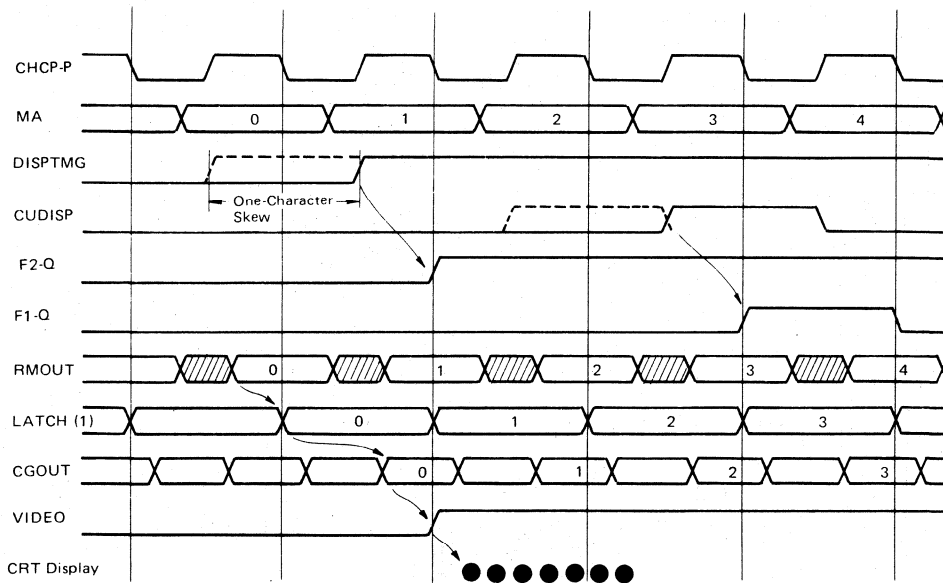 CHCP-P
MA 0 1 2 3 4
DISPTMG
One-Character
Skew
CUDISP
F2-Q
F1-Q
RMOUT 0 1 2 3 4
LATCH (1) 0 1 2 3
CGOUT 0 1 2 3
VIDEO
CRT Display